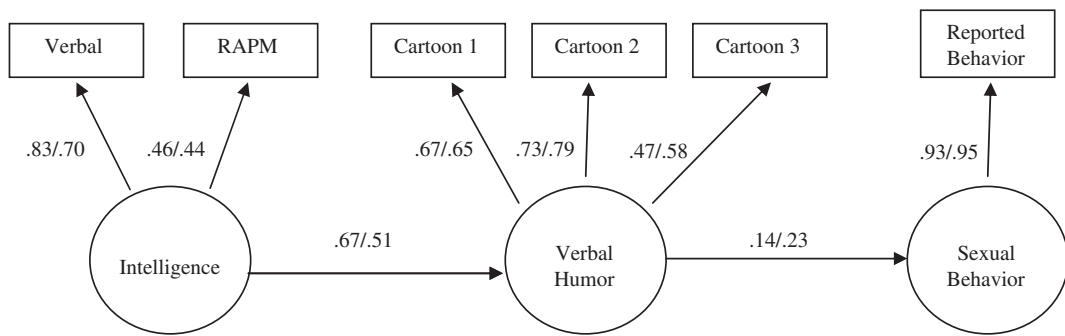 Verbal
RAPM
Cartoon 1
Cartoon 2
Cartoon 3
Reported
Behavior
.83/.70
.46/.44
.67/.65
.73/.79
.47/.58
.93/.95
Intelligence
.67/.51
Verbal
Humor
.14/.23
Sexual
Behavior